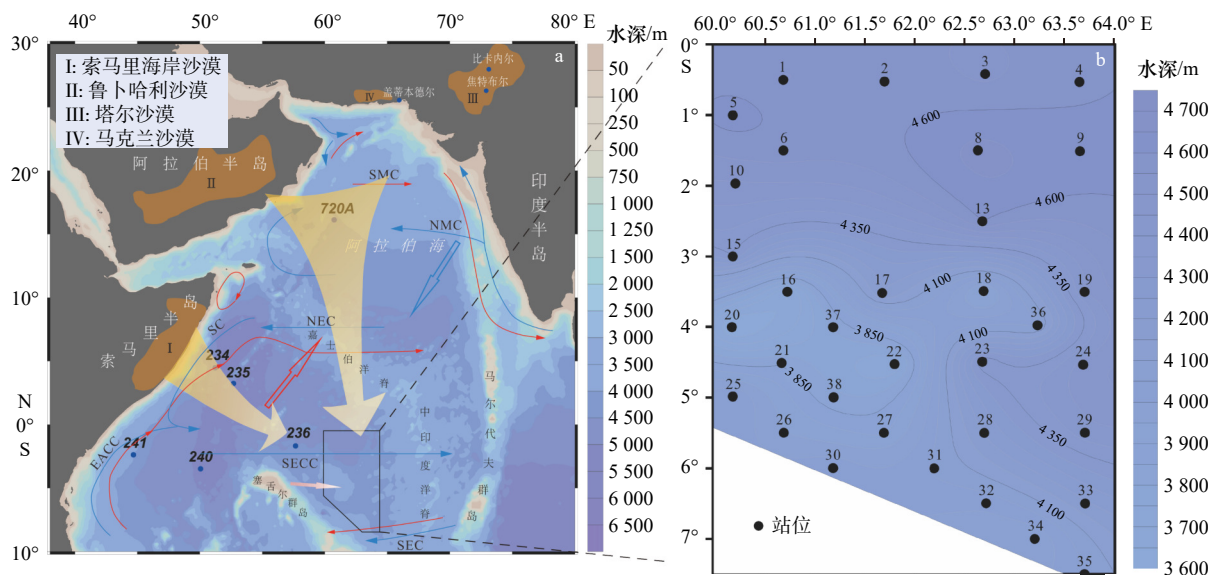 40° 50° 60° 70° 80° E
水深/m
30°
20°
10°
N
0°
S
10°
a
I: 索马里海岸沙漠
II: 鲁卜哈利沙漠
III: 塔尔沙漠
IV: 马克兰沙漠
比卡内尔
焦特布尔
III
IV
盖蒂本德尔
阿拉伯半岛
II
印度半岛
SMC
720A
NMC
阿拉伯海
索马里半岛
I
SC
NEC
嘉士伯洋脊
234
235
马尔代夫群岛
中印度洋脊
236
241
240
EACC
SECC
塞舌尔群岛
SEC
50
100
250
500
750
1 000
1 250
1 500
2 000
2 500
3 000
3 500
4 000
4 500
5 000
5 500
6 000
6 500
60.0° 60.5° 61.0° 61.5° 62.0° 62.5° 63.0° 63.5° 64.0° E
b
水深/m
0°
S
1°
2°
3°
4°
5°
6°
7°
1 2 3 4
5
4 600
6 8 9
10
4 600
13
4 350
15
16 17 4 100 18 4 350 19
20 37 3 850 36
4 100
21 22 23 24
3 850
25 38
26 27 28 4 350 29
30 31
32 4 100 33
34
35
站位
4 700
4 600
4 500
4 400
4 300
4 200
4 100
4 000
3 900
3 800
3 700
3 600